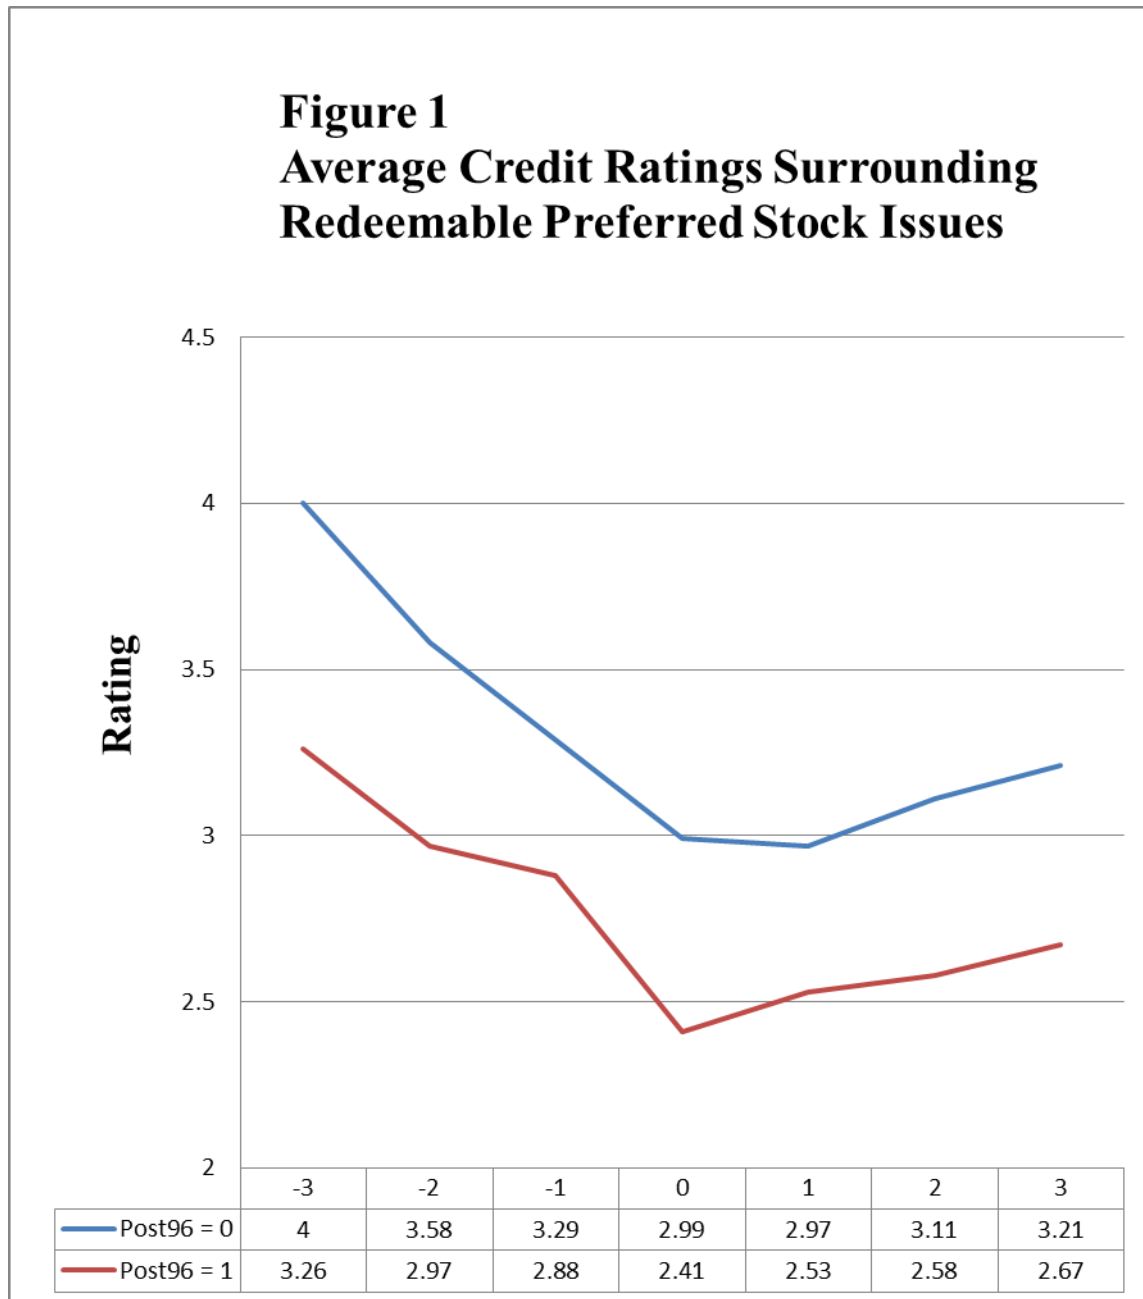 Figure 1
Average Credit Ratings Surrounding
Redeemable Preferred Stock Issues
Rating
4.5
4
3.5
3
2.5
2
-3 -2 -1 0 1 2 3
Post96 = 0 4 3.58 3.29 2.99 2.97 3.11 3.21
Post96 = 1 3.26 2.97 2.88 2.41 2.53 2.58 2.67